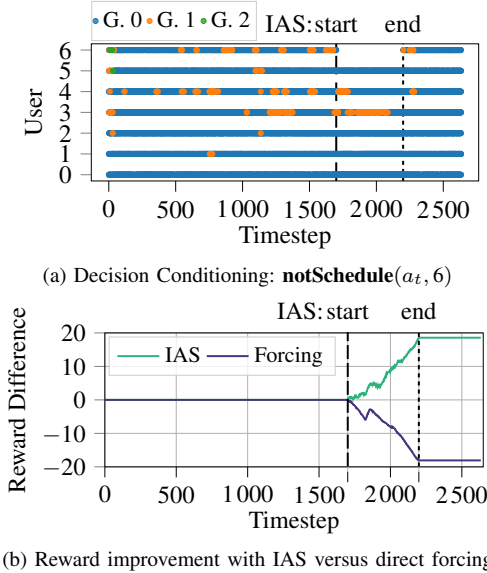 G. 0 G. 1 G. 2 IAS: start end
6
5
4
3
2
1
0
User
0 500 1 000 1 500 2 000 2 500
Timestep
(a) Decision Conditioning: notSchedule(a_t, 6)
IAS: start end
20
10
0
−10
−20
Reward Difference
IAS Forcing
0 500 1 000 1 500 2 000 2 500
Timestep
(b) Reward improvement with IAS versus direct forcing